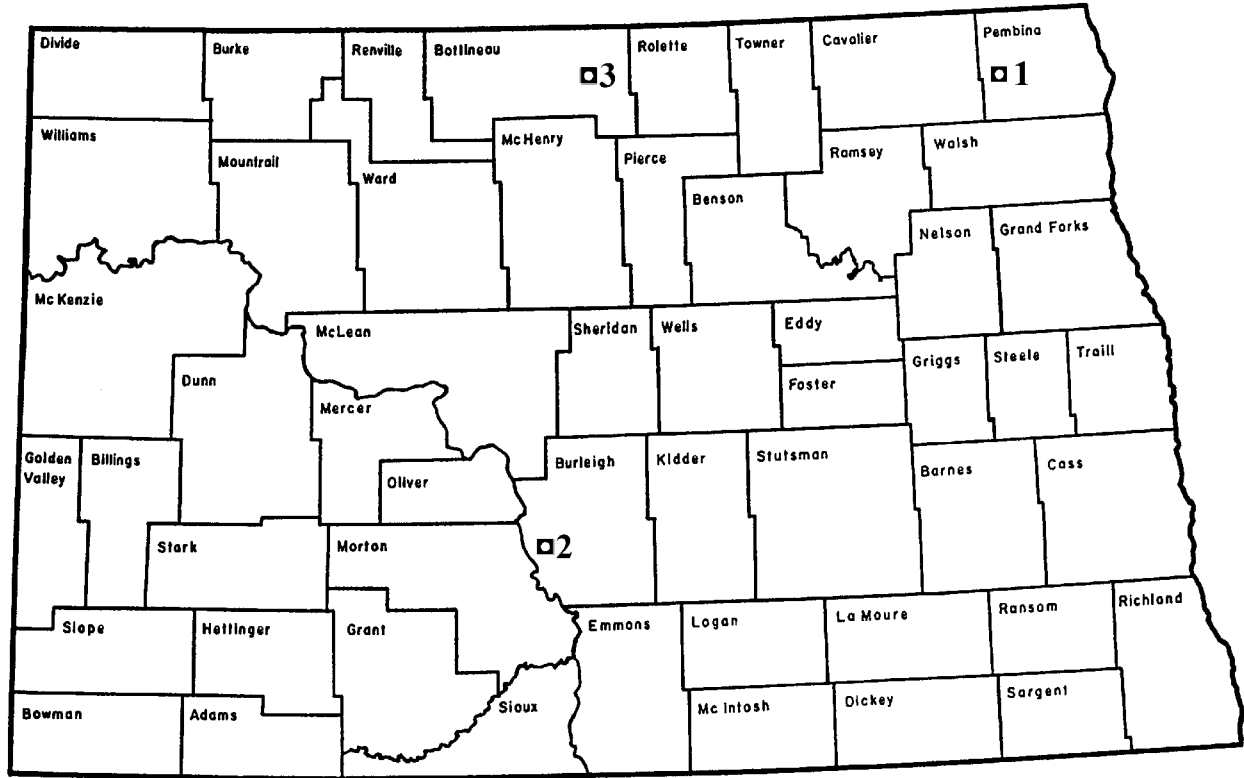 Divide
Burke
Renville
Bottineau
Rolette
Towner
Cavalier
Pembina
3
1
Williams
Mountrail
Ward
McHenry
Pierce
Benson
Ramsey
Walsh
Nelson
Grand Forks
Mc Kenzie
Dunn
McLean
Mercer
Oliver
Sheridan
Wells
Eddy
Foster
Griggs
Steele
Traill
Golden
Valley
Billings
Stark
Morton
Burleigh
2
Kidder
Stutsman
Barnes
Cass
Slope
Hettinger
Grant
Sioux
Emmons
Logan
La Moure
Ransom
Richland
Bowman
Adams
Mc Intosh
Dickey
Sargent